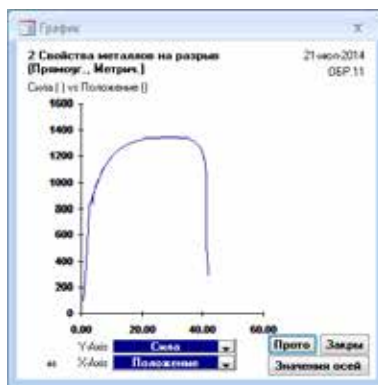 График
x
2 Свойства металлов на разрыв
(Прямоуг., Метрич.)
21-июл-2014
ОБР.11
Сила () vs Положение ()
1600
1400
1200
1000
800
600
400
200
0
0.00 20.00 40.00 60.00
Y-Axis Сила
vs X-Axis Положение
Прото Закры
Значения осей